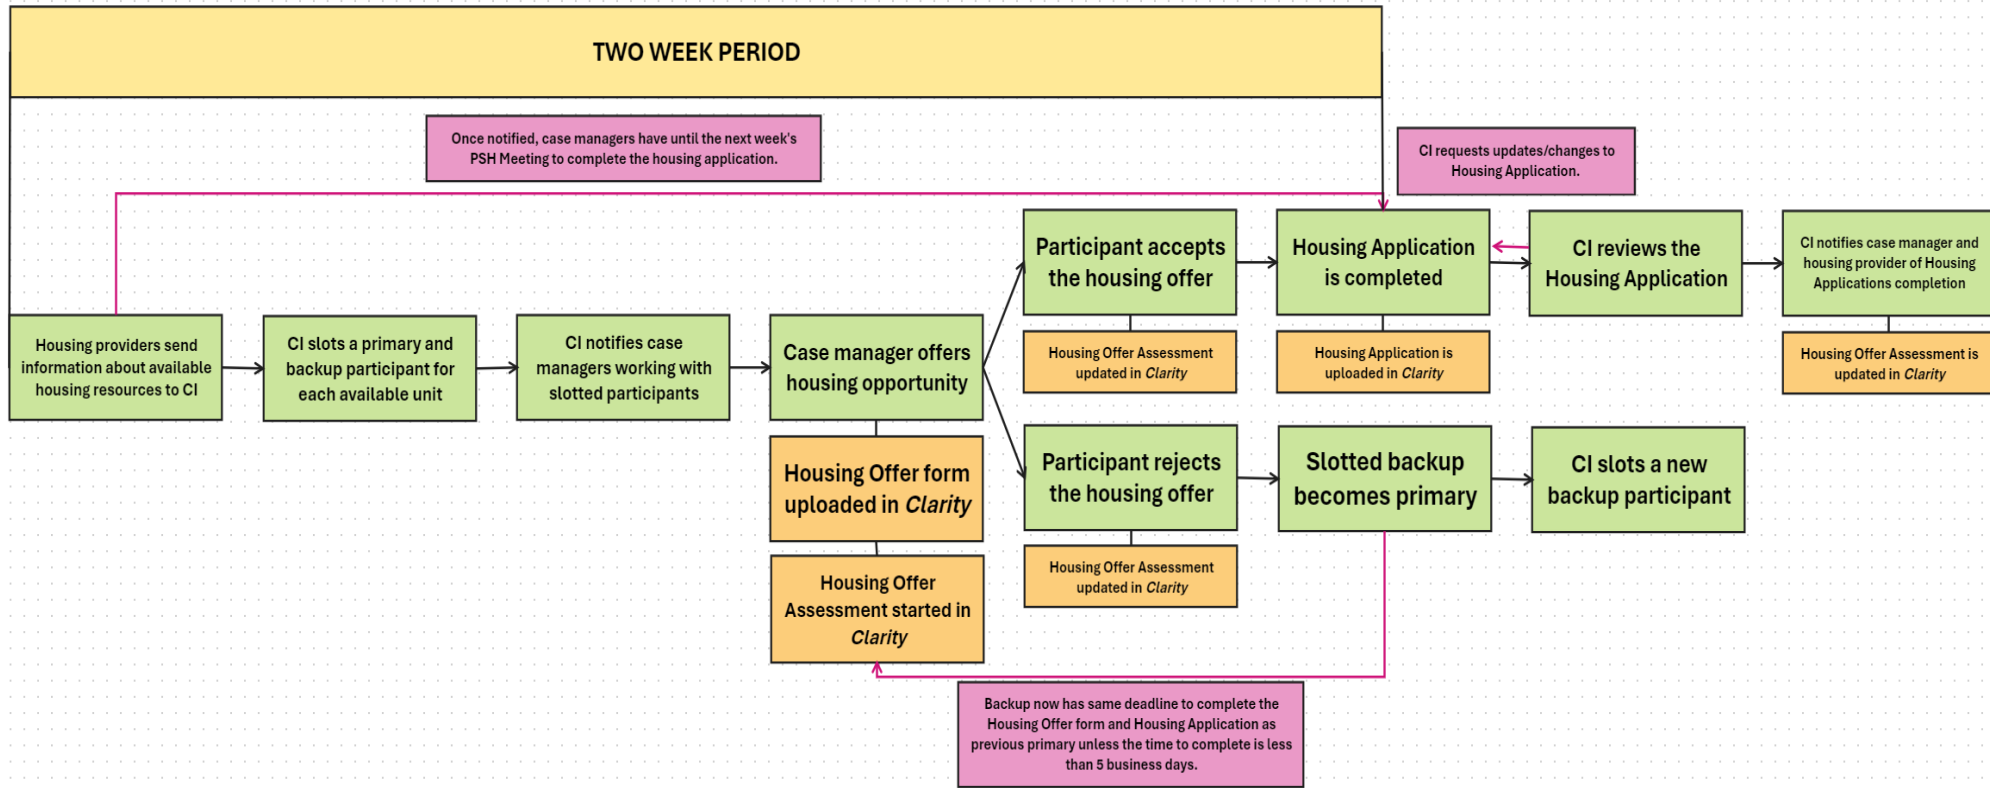 TWO WEEK PERIOD
Once notified, case managers have until the next week's
PSH Meeting to complete the housing application.
CI requests updates/changes to
Housing Application.
Housing providers send
information about available
housing resources to CI
CI slots a primary and
backup participant for
each available unit
CI notifies case
managers working with
slotted participants
Case manager offers
housing opportunity
Housing Offer form
uploaded in Clarity
Housing Offer
Assessment started in
Clarity
Participant accepts
the housing offer
Housing Offer Assessment
updated in Clarity
Housing Application
is completed
Housing Application is
uploaded in Clarity
CI reviews the
Housing Application
CI notifies case manager and
housing provider of Housing
Applications completion
Housing Offer Assessment is
updated in Clarity
Participant rejects
the housing offer
Housing Offer Assessment
updated in Clarity
Slotted backup
becomes primary
CI slots a new
backup participant
Backup now has same deadline to complete the
Housing Offer form and Housing Application as
previous primary unless the time to complete is less
than 5 business days.